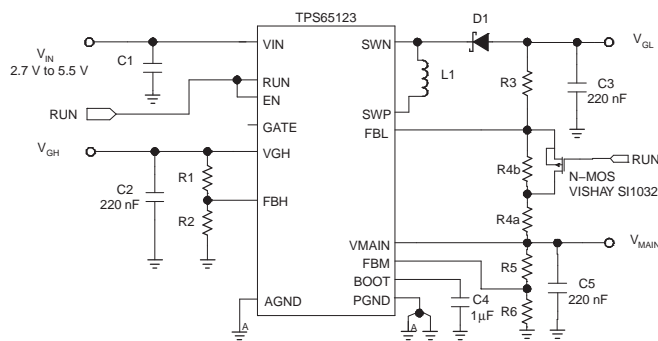 TPS65123
D1
VIN
SWN
VGL
VIN
2.7 V to 5.5 V
C1
L1
R3
C3
220 nF
RUN
EN
RUN
SWP
GATE
FBL
VGH
VGH
R1
R4b
RUN
N–MOS
VISHAY SI1032
C2
220 nF
FBH
R2
R4a
VMAIN
VMAIN
FBM
R5
BOOT
C5
220 nF
AGND
PGND
C4
1μF
R6
A
A